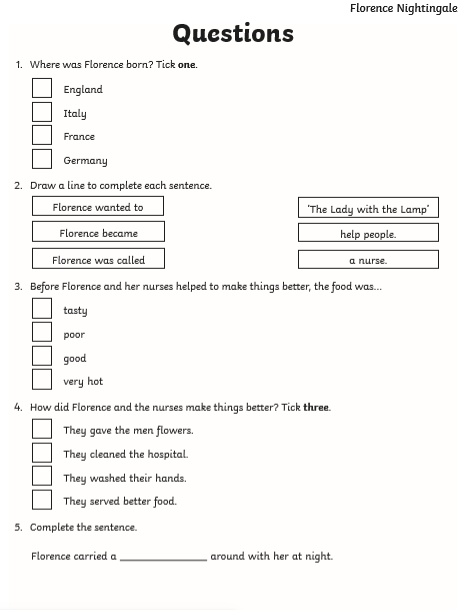 Florence Nightingale
Questions
1. Where was Florence born? Tick one.
England
Italy
France
Germany
2. Draw a line to complete each sentence.
Florence wanted to
'The Lady with the Lamp'
Florence became
help people.
Florence was called
a nurse.
3. Before Florence and her nurses helped to make things better, the food was...
tasty
poor
good
very hot
4. How did Florence and the nurses make things better? Tick three.
They gave the men flowers.
They cleaned the hospital.
They washed their hands.
They served better food.
5. Complete the sentence.
Florence carried a ________________ around with her at night.